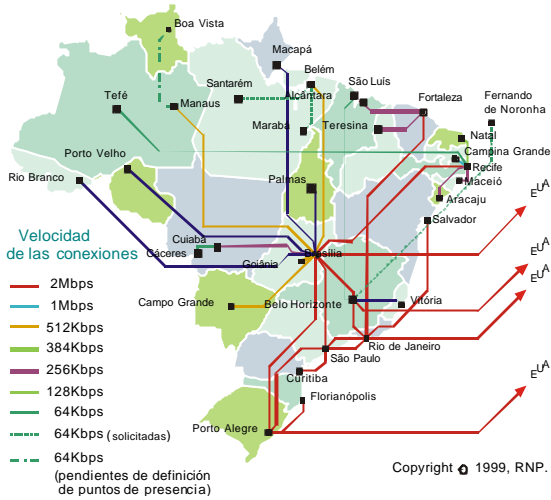 Boa Vista
Macapá
Belém
Santarém
Alcántara
São Luís
Fernando
de Noronha
Tefé
Manaus
Fortaleza
Marabá
Teresina
Natal
Campina Grande
Porto Velho
Recife
Rio Branco
Palmas
Maceió
Aracaju
EUA
Salvador
Velocidad
de las conexiones
Cuiabá
Cáceres
Brasília
Goiânia
EUA
EUA
2Mbps
1Mbps
512Kbps
384Kbps
256Kbps
128Kbps
64Kbps
64Kbps (solicitadas)
64Kbps
(pendientes de definición
de puntos de presencia)
Campo Grande
Belo Horizonte
Vitória
Rio de Janeiro
São Paulo
Curitiba
Florianópolis
EUA
Porto Alegre
Copyright 1999, RNP.